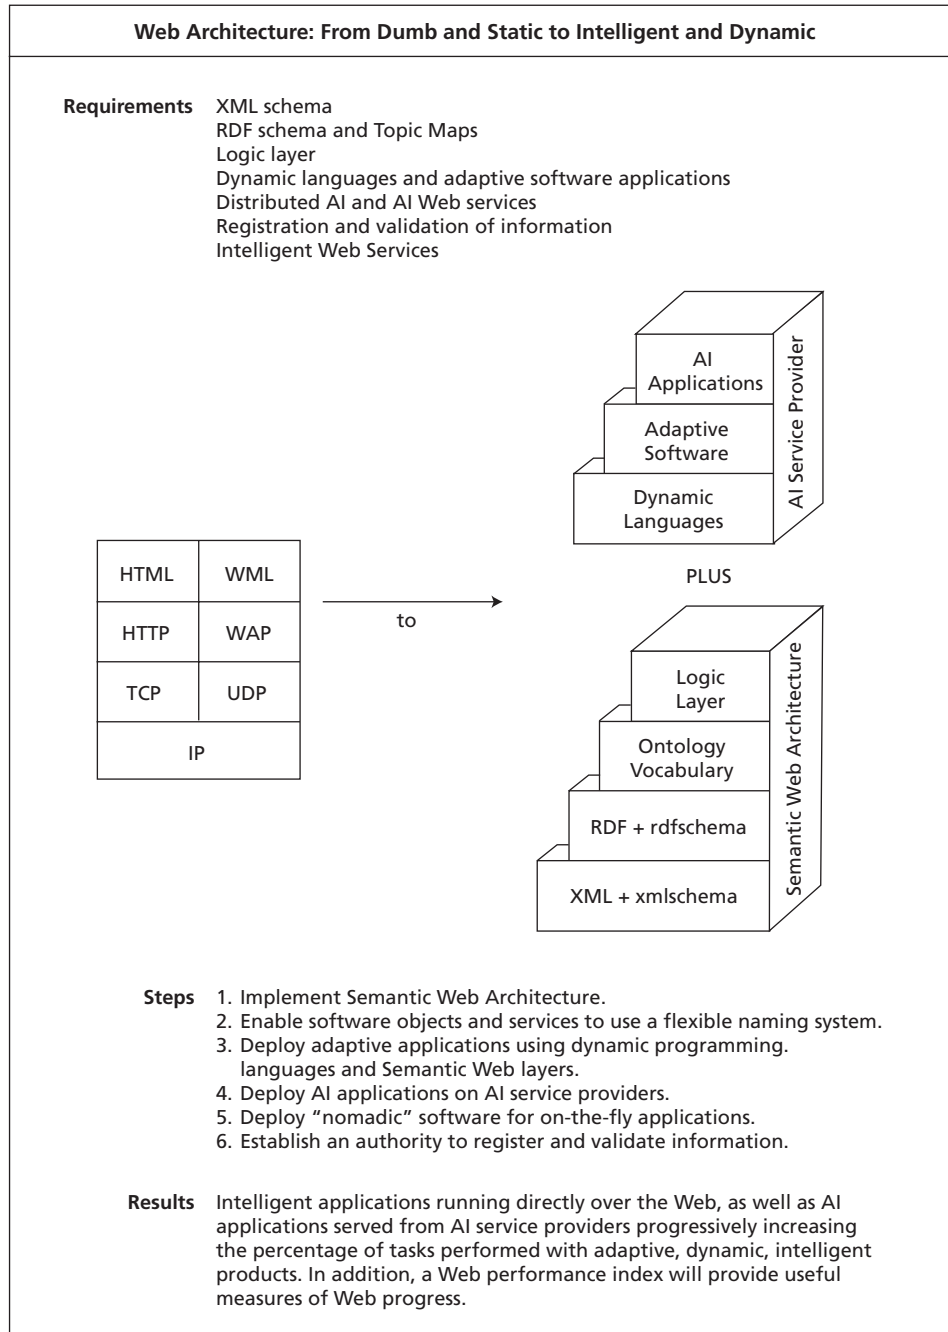 Web Architecture: From Dumb and Static to Intelligent and Dynamic
Requirements XML schema
RDF schema and Topic Maps
Logic layer
Dynamic languages and adaptive software applications
Distributed AI and AI Web services
Registration and validation of information
Intelligent Web Services
AI
Applications
Adaptive
Software
Dynamic
Languages
AI Service Provider
HTML WML
HTTP WAP
TCP UDP
IP
to
PLUS
Logic
Layer
Ontology
Vocabulary
RDF + rdfschema
XML + xmlschema
Semantic Web Architecture
Steps 1. Implement Semantic Web Architecture.
2. Enable software objects and services to use a flexible naming system.
3. Deploy adaptive applications using dynamic programming.
languages and Semantic Web layers.
4. Deploy AI applications on AI service providers.
5. Deploy “nomadic” software for on-the-fly applications.
6. Establish an authority to register and validate information.
Results Intelligent applications running directly over the Web, as well as AI
applications served from AI service providers progressively increasing
the percentage of tasks performed with adaptive, dynamic, intelligent
products. In addition, a Web performance index will provide useful
measures of Web progress.